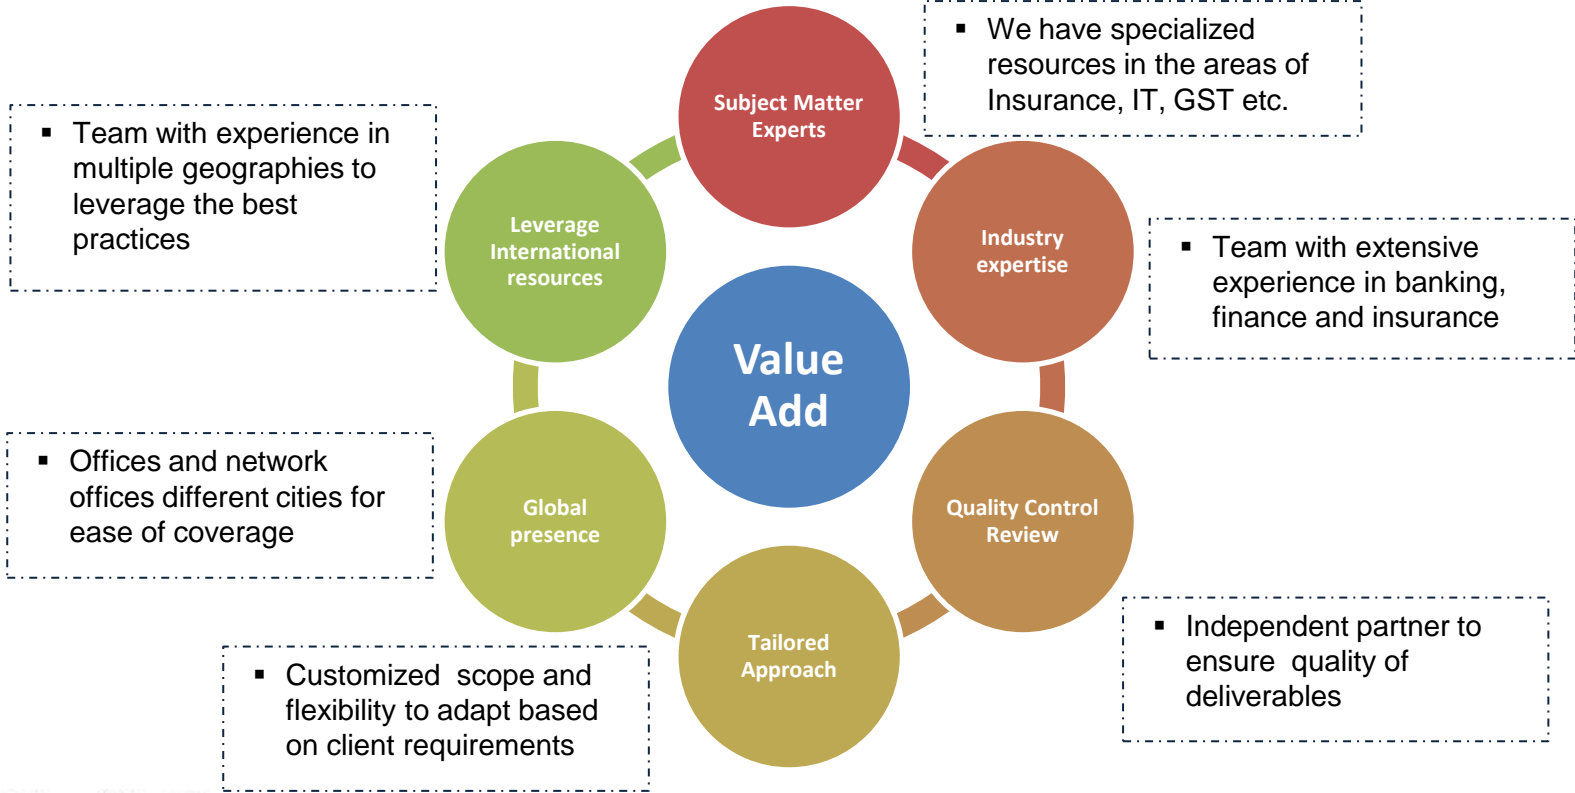 Subject Matter
Experts
▪ We have specialized
resources in the areas of
Insurance, IT, GST etc.
Industry
expertise
▪ Team with extensive
experience in banking,
finance and insurance
Quality Control
Review
▪ Independent partner to
ensure  quality of
deliverables
Tailored
Approach
▪ Customized  scope and
flexibility to adapt based
on client requirements
Global
presence
▪ Offices and network
offices different cities for
ease of coverage
Leverage
International
resources
▪ Team with experience in
multiple geographies to
leverage the best
practices
Value
Add